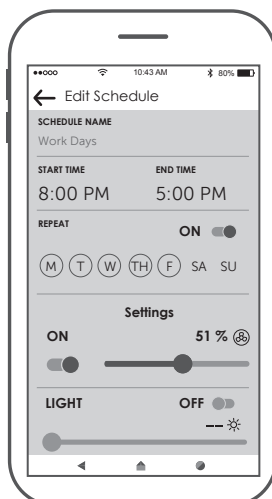 10:43 AM 80%
Edit Schedule
SCHEDULE NAME
Work Days
START TIME END TIME
8:00 PM 5:00 PM
REPEAT ON
M T W TH F SA SU
Settings
ON 51 %
LIGHT OFF
--